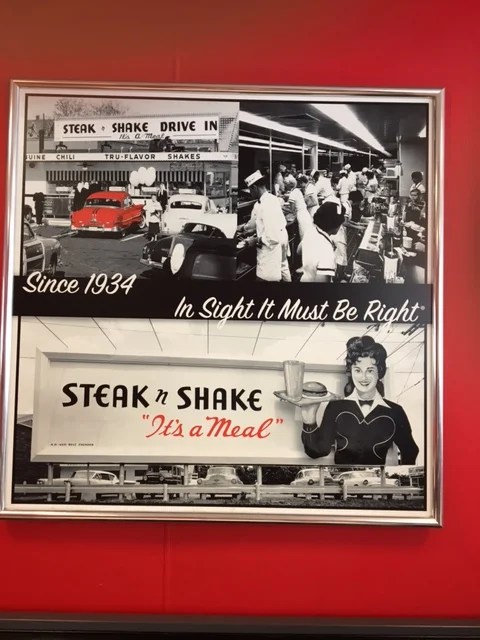 STEAK n SHAKE DRIVE IN
It's A Meal
UINE CHILI TRU-FLAVOR SHAKES
Since 1934
In Sight It Must Be Right®
STEAK n SHAKE
"It's a Meal"